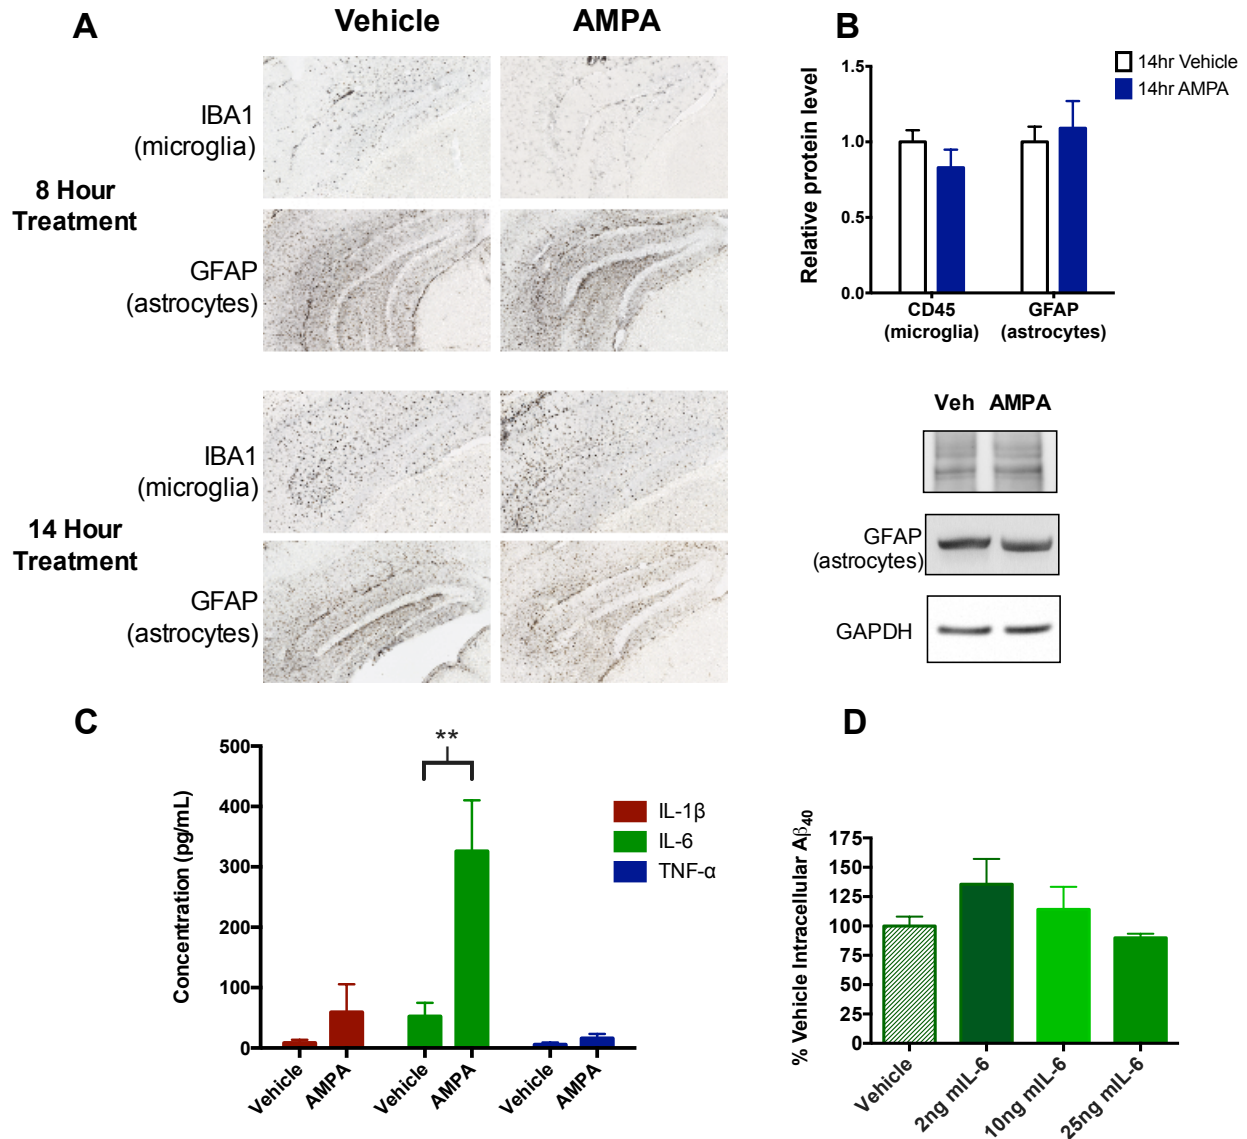 A
Vehicle
AMPA
IBA1
(microglia)
8 Hour
Treatment
GFAP
(astrocytes)
IBA1
(microglia)
14 Hour
Treatment
GFAP
(astrocytes)
B
14hr Vehicle
14hr AMPA
Relative protein level
1.5
1.0
0.5
0.0
CD45
(microglia)
GFAP
(astrocytes)
Veh AMPA
GFAP
(astrocytes)
GAPDH
C
Concentration (pg/mL)
500
400
300
200
100
0
**
IL-1β
IL-6
TNF-α
Vehicle
AMPA
Vehicle
AMPA
Vehicle
AMPA
D
% Vehicle Intracellular Aβ40
175
150
125
100
75
50
25
0
Vehicle
2ng mIL-6
10ng mIL-6
25ng mIL-6